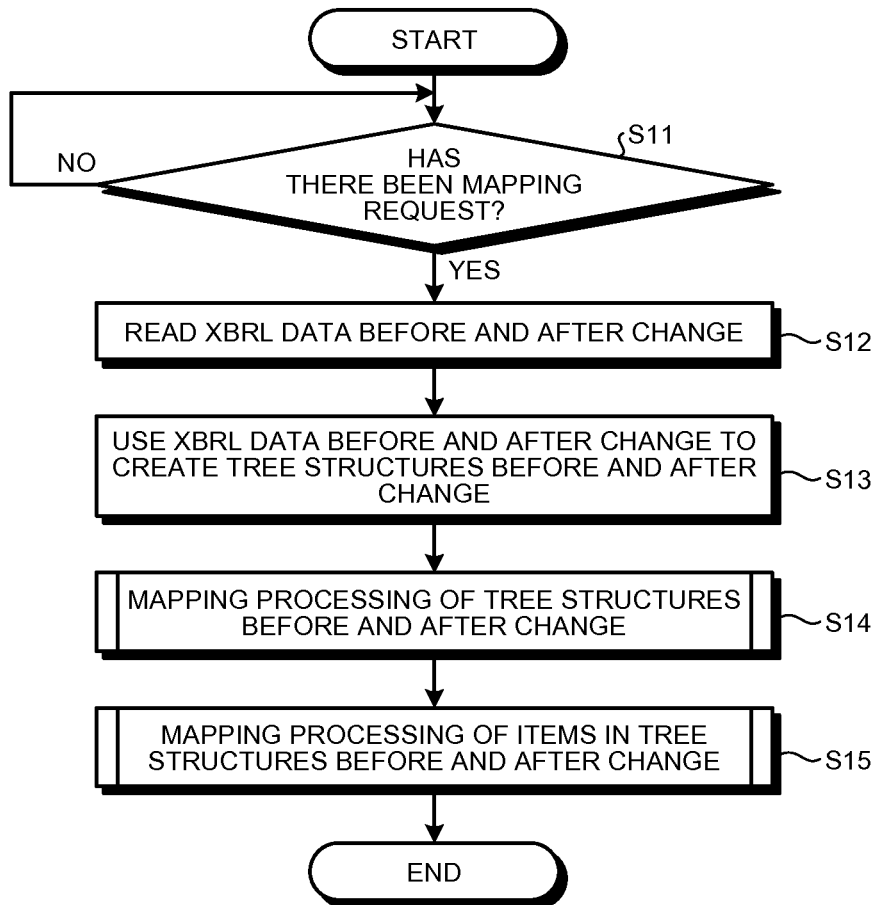 START
S11
HAS
THERE BEEN MAPPING
REQUEST?
NO
YES
READ XBRL DATA BEFORE AND AFTER CHANGE
S12
USE XBRL DATA BEFORE AND AFTER CHANGE TO
CREATE TREE STRUCTURES BEFORE AND AFTER
CHANGE
S13
MAPPING PROCESSING OF TREE STRUCTURES
BEFORE AND AFTER CHANGE
S14
MAPPING PROCESSING OF ITEMS IN TREE
STRUCTURES BEFORE AND AFTER CHANGE
S15
END